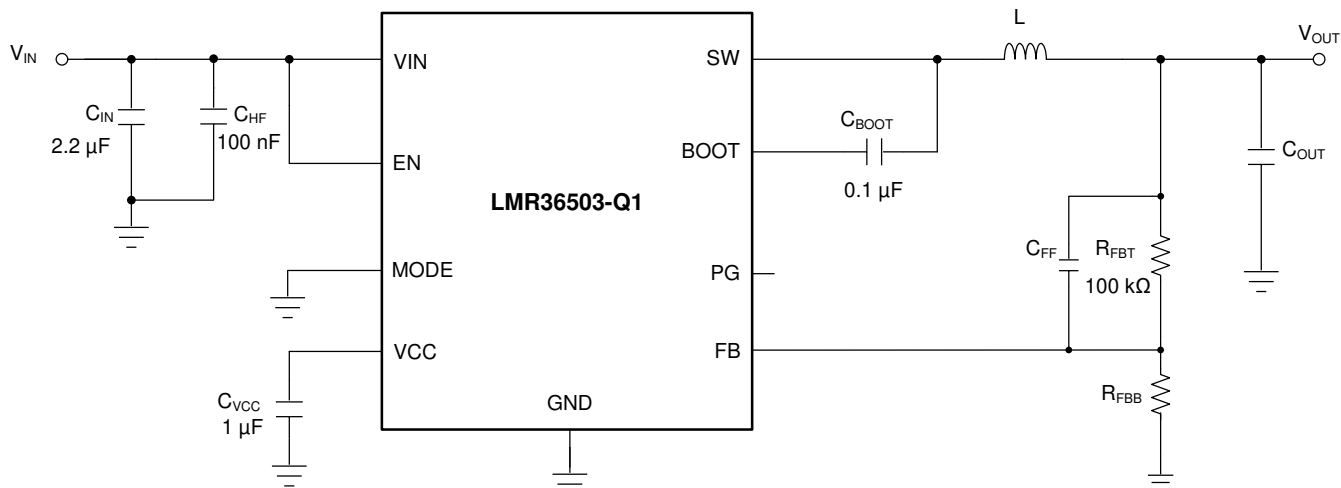 L
V_OUT
V_IN
VIN
SW
C_IN
2.2 µF
C_HF
100 nF
C_BOOT
0.1 µF
BOOT
C_OUT
EN
LMR36503-Q1
C_FF
R_FBT
100 kΩ
MODE
PG
VCC
FB
C_VCC
1 µF
GND
R_FBB